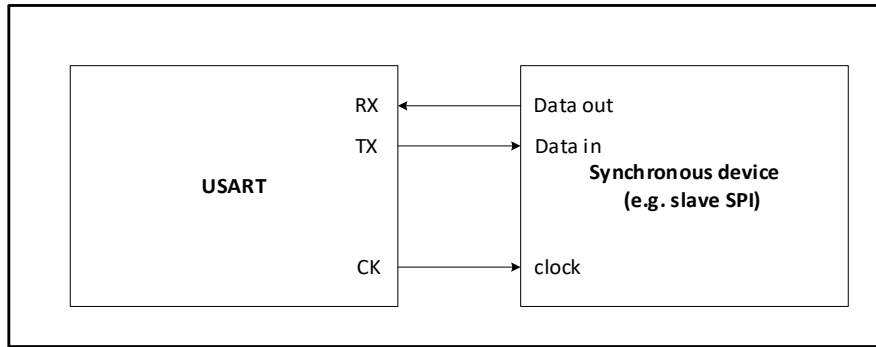 RX
Data out
TX
Data in
USART
Synchronous device
(e.g. slave SPI)
CK
clock